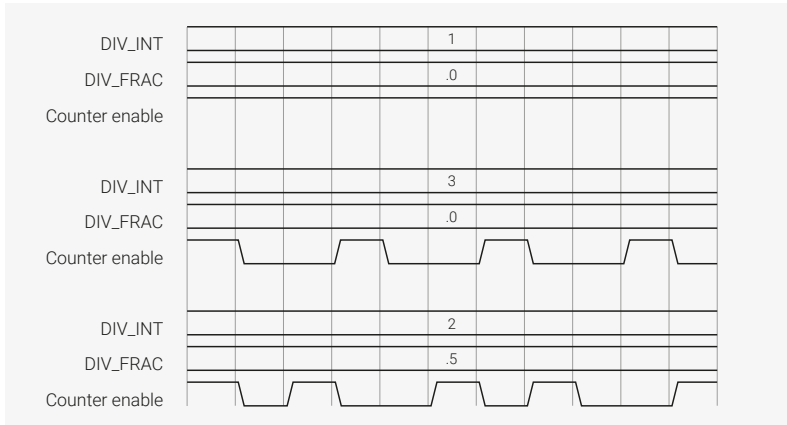 DIV_INT 1
DIV_FRAC .0
Counter enable
DIV_INT 3
DIV_FRAC .0
Counter enable
DIV_INT 2
DIV_FRAC .5
Counter enable